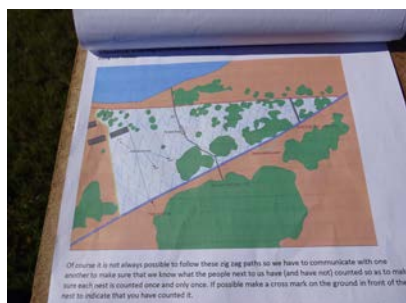 Of course it is not always possible to follow these zig zag paths so we have to communicate with one
another to make sure that we know what the people next to us have (and have not) counted so as to make
sure each nest is counted once and only once. If possible make a cross mark on the ground in front of the
nest to indicate that you have counted it.